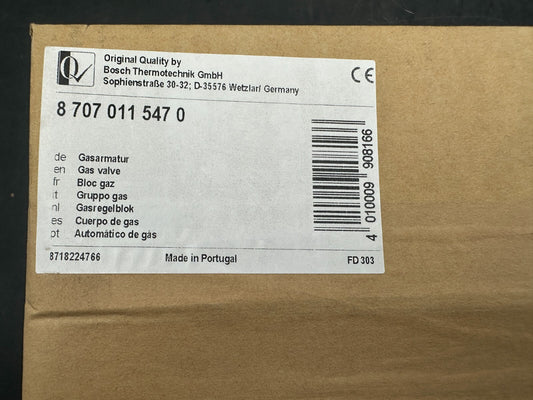 Original Quality by
Bosch Thermotechnik GmbH
Sophienstraße 30-32; D-35576 Wetzlar/ Germany
CE
8 707 011 547 0
de Gasarmatur
en Gas valve
fr Bloc gaz
it Gruppo gas
nl Gasregelblok
es Cuerpo de gas
pt Automático de gás
4 010009 908166
8718224766 Made in Portugal FD 303